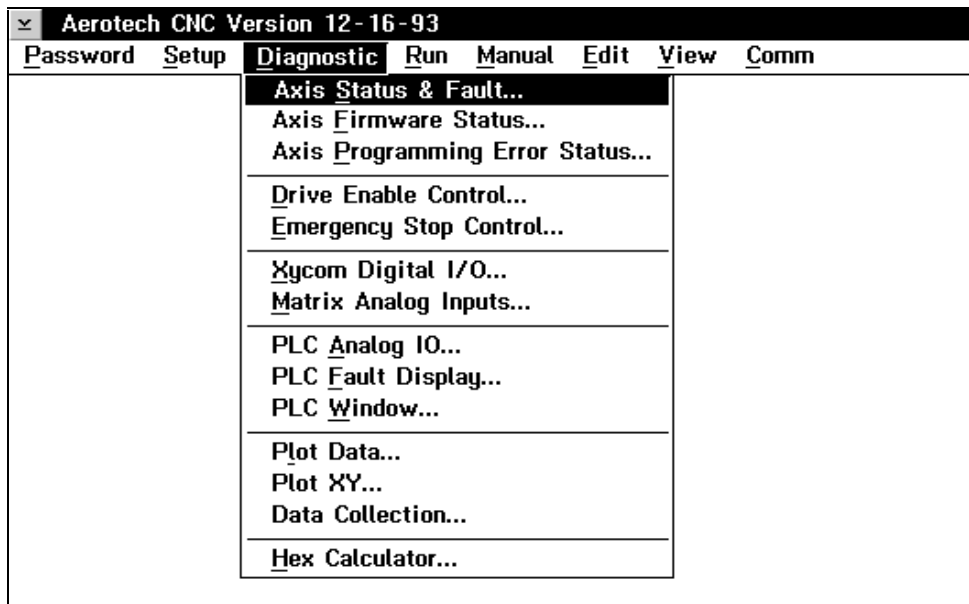 Aerotech CNC Version 12-16-93
Password Setup Diagnostic Run Manual Edit View Comm
Axis Status & Fault...
Axis Firmware Status...
Axis Programming Error Status...
Drive Enable Control...
Emergency Stop Control...
Xycom Digital I/O...
Matrix Analog Inputs...
PLC Analog IO...
PLC Fault Display...
PLC Window...
Plot Data...
Plot XY...
Data Collection...
Hex Calculator...